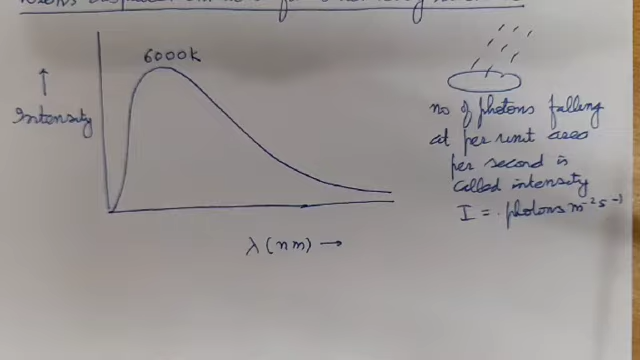 6000k
Intensity
λ (nm) →
no of photons falling
at per unit area
per second is
called intensity
I = photons m⁻² s⁻¹